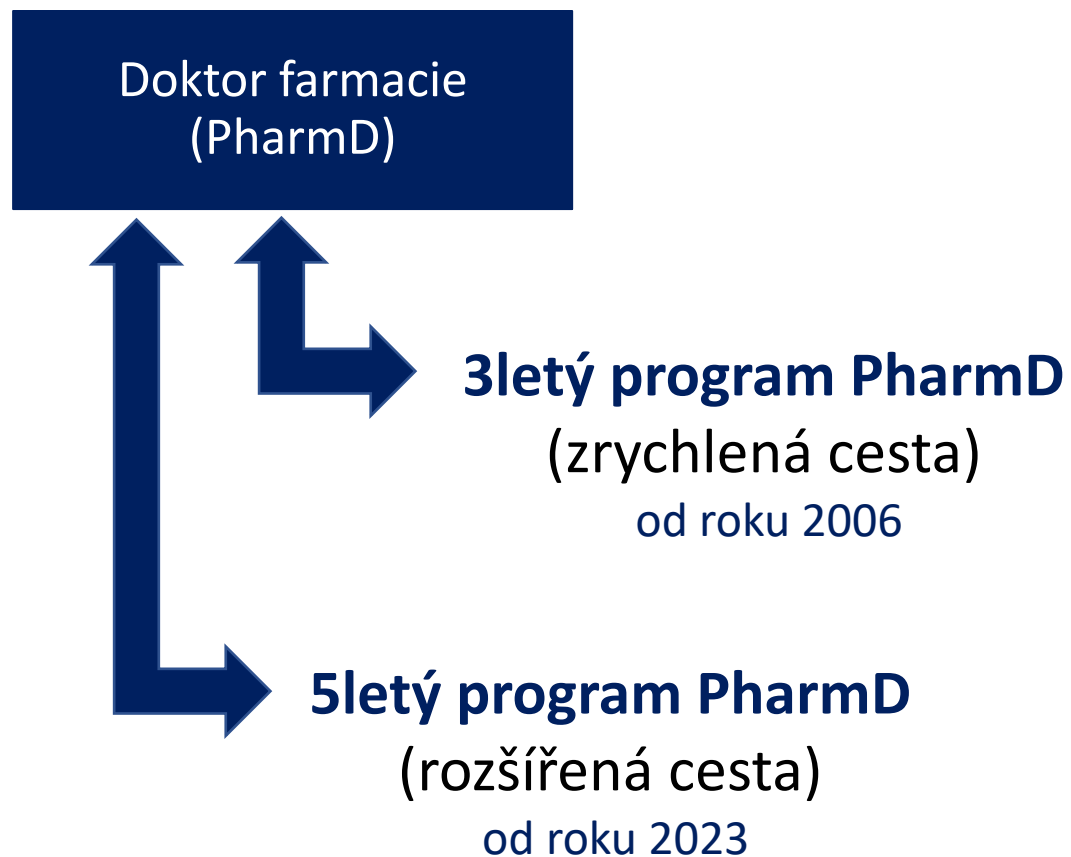 Doktor farmacie
(PharmD)
3letý program PharmD
(zrychlená cesta)
od roku 2006
5letý program PharmD
(rozšířená cesta)
od roku 2023